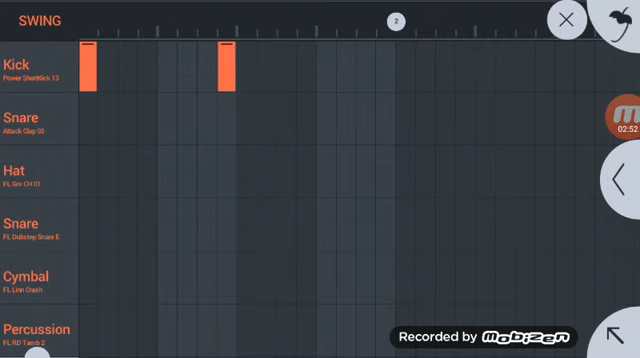 SWING
2
Kick
Power ShortKick 13
Snare
Attack Clap 03
02:52
Hat
FL Grv CH 01
Snare
FL Dubstep Snare E
Cymbal
FL Linn Crash
Percussion
FL RD Tamb 2
Recorded by mobizen